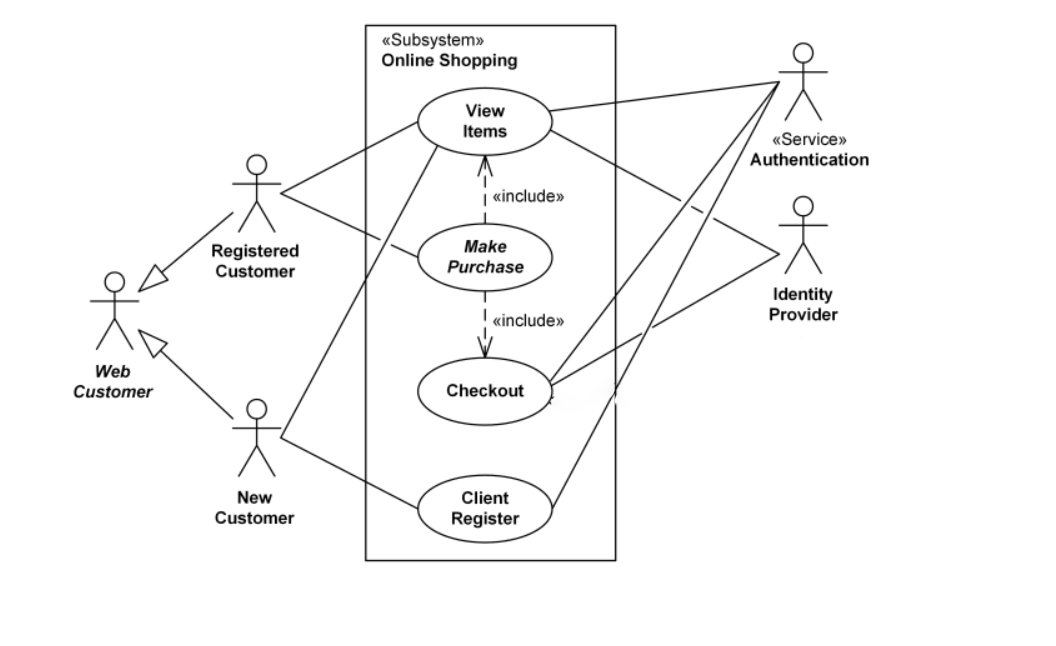 «Subsystem»
Online Shopping
View
Items
«include»
Make
Purchase
«include»
Checkout
Client
Register
Registered
Customer
Web
Customer
New
Customer
«Service»
Authentication
Identity
Provider